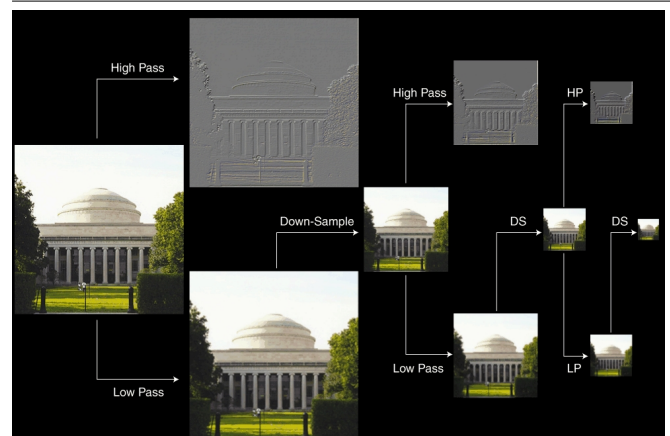 High Pass
High Pass
HP
Down-Sample
DS
DS
Low Pass
Low Pass
LP